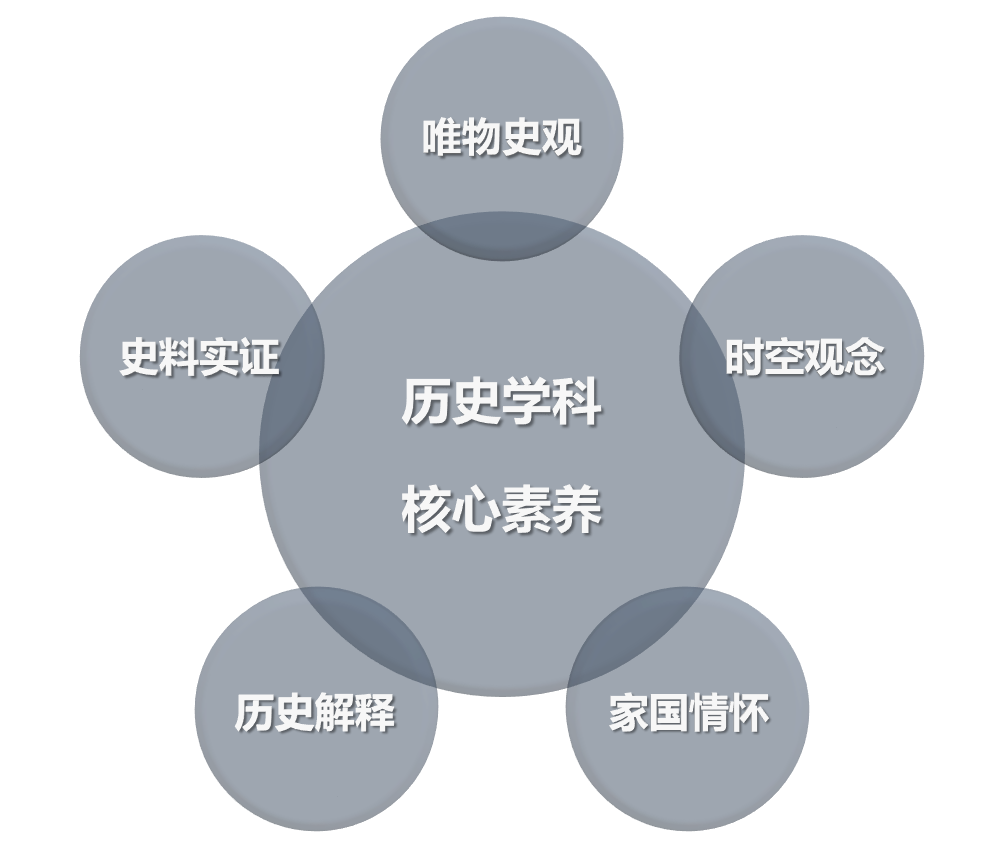 唯物史观
史料实证
时空观念
历史学科
核心素养
历史解释
家国情怀